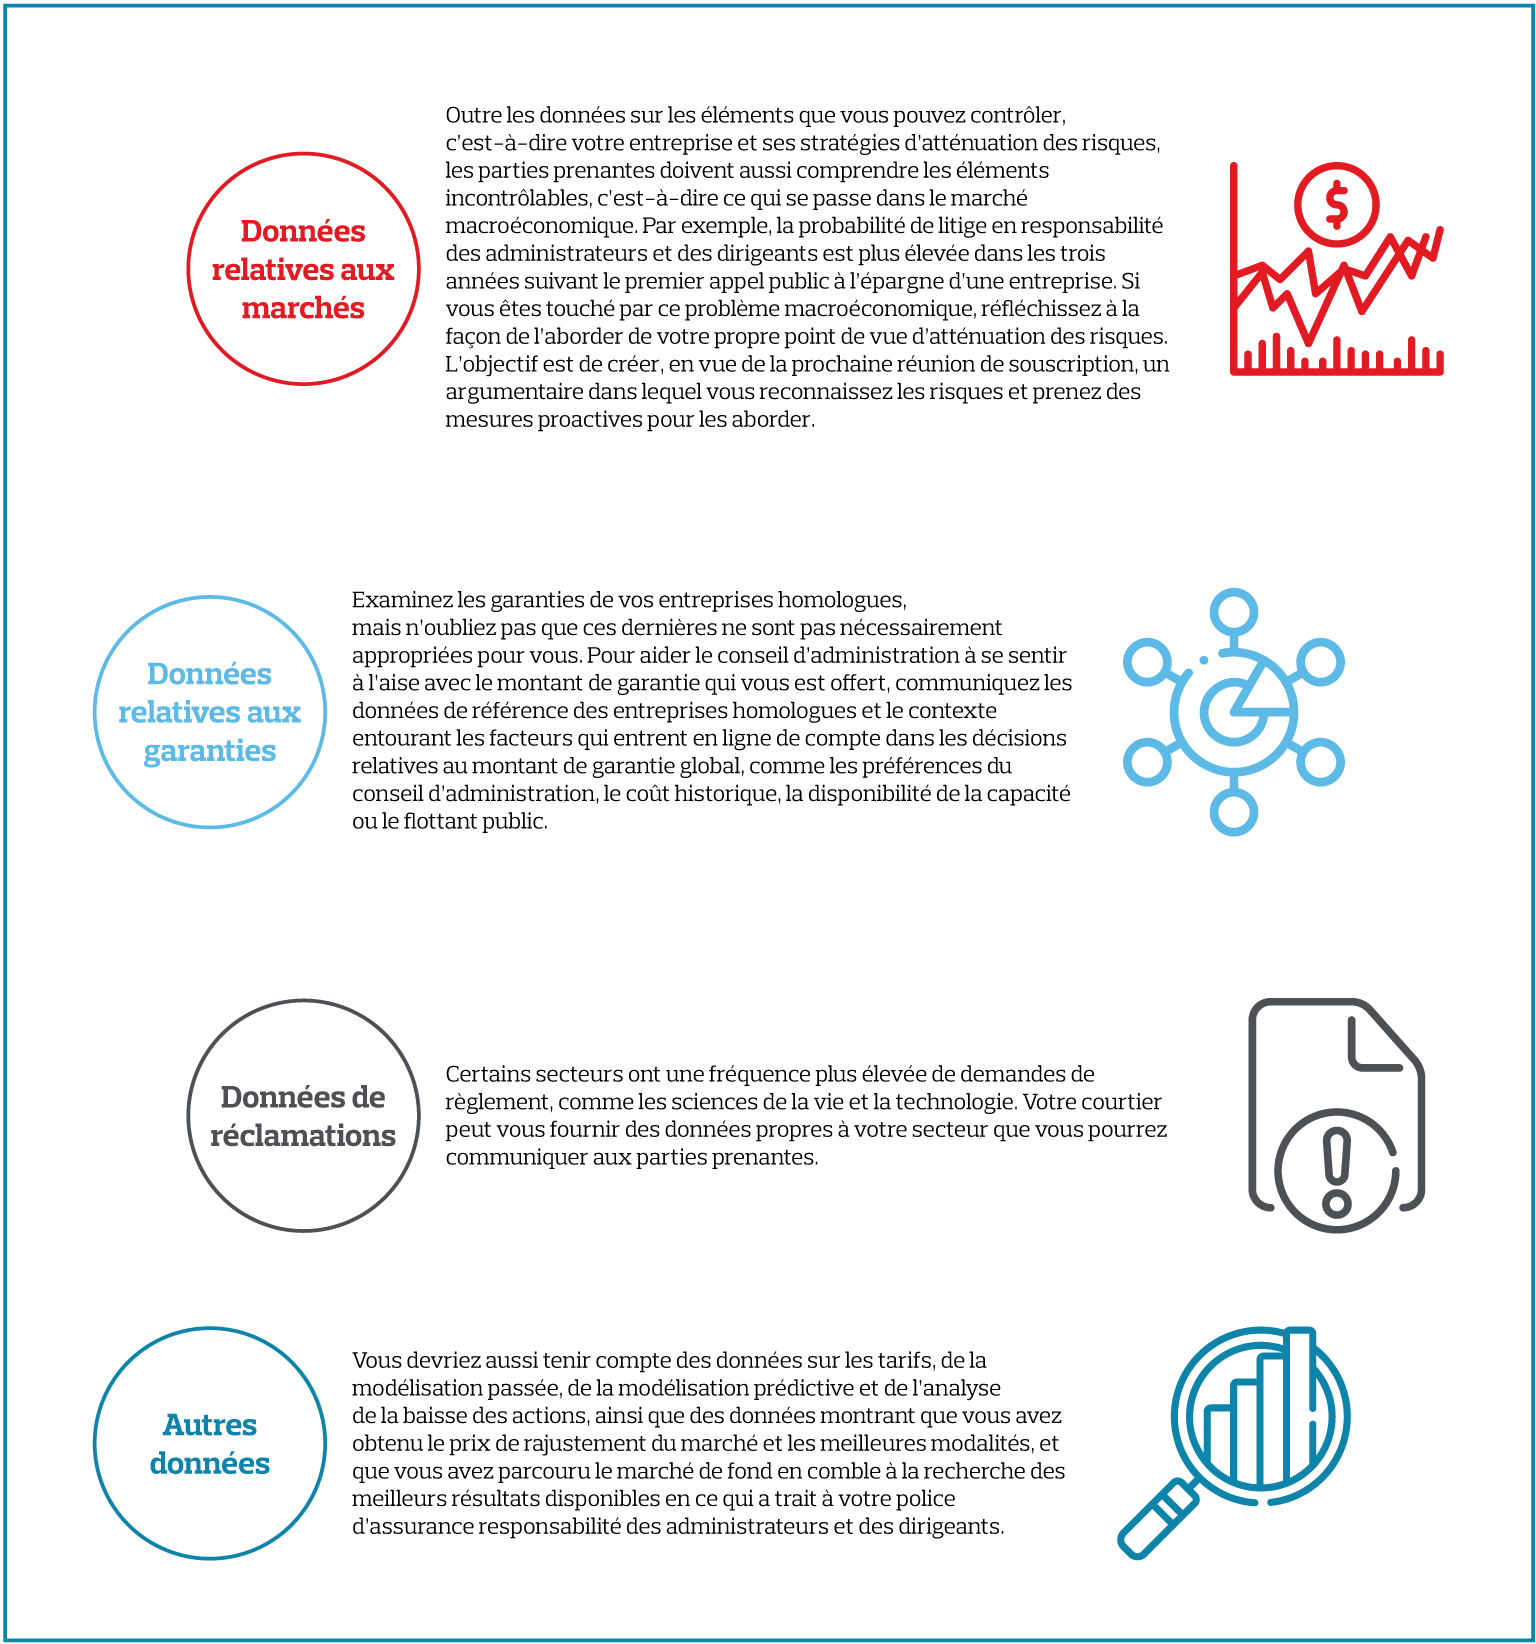 Données
relatives aux
marchés
Outre les données sur les éléments que vous pouvez contrôler,
c’est-à-dire votre entreprise et ses stratégies d’atténuation des risques,
les parties prenantes doivent aussi comprendre les éléments
incontrôlables, c’est-à-dire ce qui se passe dans le marché
macroéconomique. Par exemple, la probabilité de litige en responsabilité
des administrateurs et des dirigeants est plus élevée dans les trois
années suivant le premier appel public à l’épargne d’une entreprise. Si
vous êtes touché par ce problème macroéconomique, réfléchissez à la
façon de l’aborder de votre propre point de vue d’atténuation des risques.
L’objectif est de créer, en vue de la prochaine réunion de souscription, un
argumentaire dans lequel vous reconnaissez les risques et prenez des
mesures proactives pour les aborder.
$
Données
relatives aux
garanties
Examinez les garanties de vos entreprises homologues,
mais n’oubliez pas que ces dernières ne sont pas nécessairement
appropriées pour vous. Pour aider le conseil d’administration à se sentir
à l’aise avec le montant de garantie qui vous est offert, communiquez les
données de référence des entreprises homologues et le contexte
entourant les facteurs qui entrent en ligne de compte dans les décisions
relatives au montant de garantie global, comme les préférences du
conseil d’administration, le coût historique, la disponibilité de la capacité
ou le flottant public.
Données de
réclamations
Certains secteurs ont une fréquence plus élevée de demandes de
règlement, comme les sciences de la vie et la technologie. Votre courtier
peut vous fournir des données propres à votre secteur que vous pourrez
communiquer aux parties prenantes.
Autres
données
Vous devriez aussi tenir compte des données sur les tarifs, de la
modélisation passée, de la modélisation prédictive et de l’analyse
de la baisse des actions, ainsi que des données montrant que vous avez
obtenu le prix de rajustement du marché et les meilleures modalités, et
que vous avez parcouru le marché de fond en comble à la recherche des
meilleurs résultats disponibles en ce qui a trait à votre police
d’assurance responsabilité des administrateurs et des dirigeants.